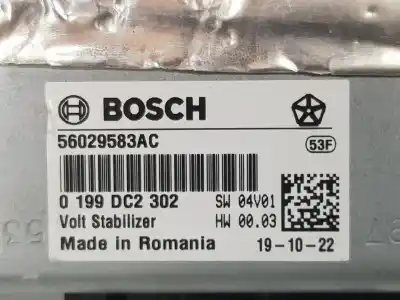 BOSCH
56029583AC
53F
0 199 DC2 302 SW 04V01
Volt Stabilizer HW 00.03
Made in Romania 19-10-22